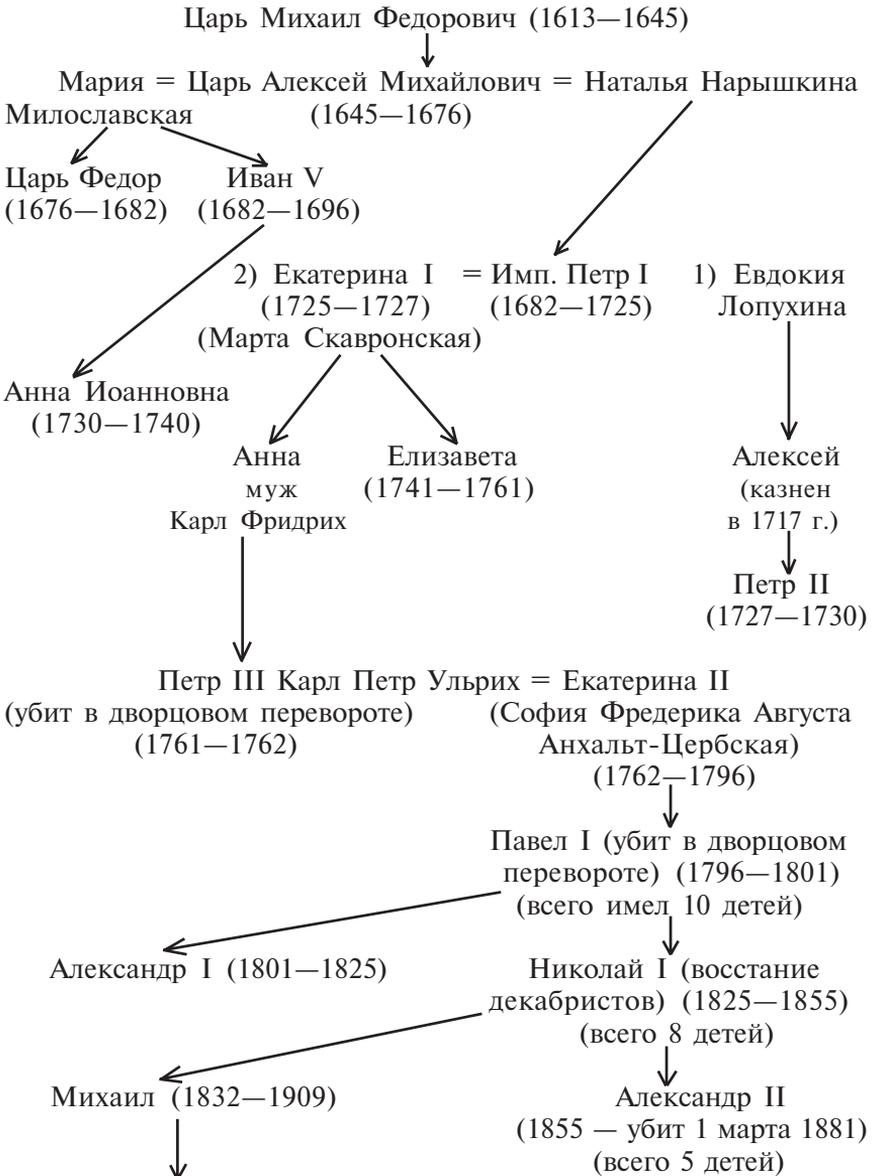 Царь Михаил Федорович (1613—1645)
Мария = Царь Алексей Михайлович = Наталья Нарышкина
Милославская (1645—1676)
Царь Федор Иван V
(1676—1682) (1682—1696)
2) Екатерина I = Имп. Петр I 1) Евдокия
(1725—1727) (1682—1725) Лопухина
(Марта Скавронская)
Анна Иоанновна
(1730—1740)
Анна Елизавета Алексей
муж (1741—1761) (казнен
Карл Фридрих в 1717 г.)
Петр II
(1727—1730)
Петр III Карл Петр Ульрих = Екатерина II
(убит в дворцовом перевороте) (София Фредерика Августа
(1761—1762) Анхальт-Цербская)
(1762—1796)
Павел I (убит в дворцовом
перевороте) (1796—1801)
(всего имел 10 детей)
Александр I (1801—1825) Николай I (восстание
декабристов) (1825—1855)
(всего 8 детей)
Михаил (1832—1909) Александр II
(1855 — убит 1 марта 1881)
(всего 5 детей)